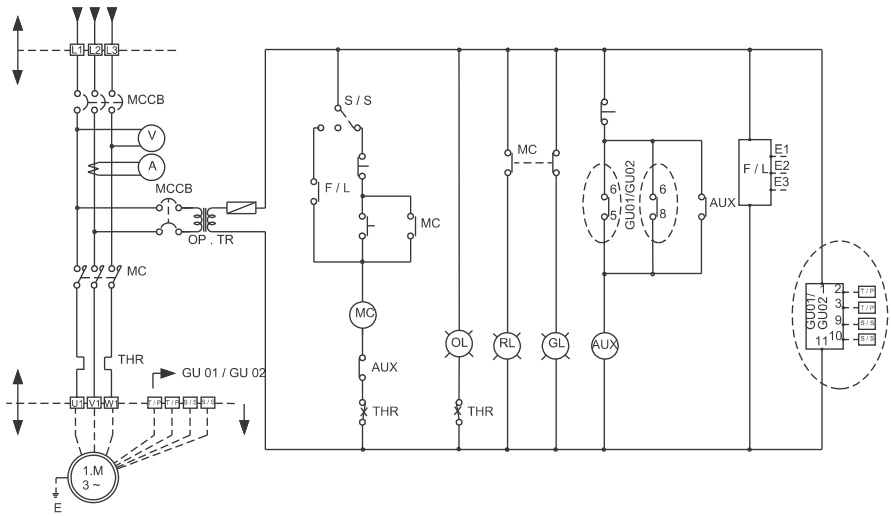 L1 L2 L3
MCCB
V
A
MCCB
OP . TR
MC
THR
GU 01 / GU 02
U1 V1 W1 T / P T / P S / S S / S
1.M
3 ~
E
S / S
F / L
MC
MC
AUX
THR
OL
THR
MC
RL
GL
6
5
GU01/GU02
6
8
AUX
AUX
F / L
E1
E2
E3
GU01/
GU02
1
2 T / P
3 T / P
9 S / S
10 S / S
11